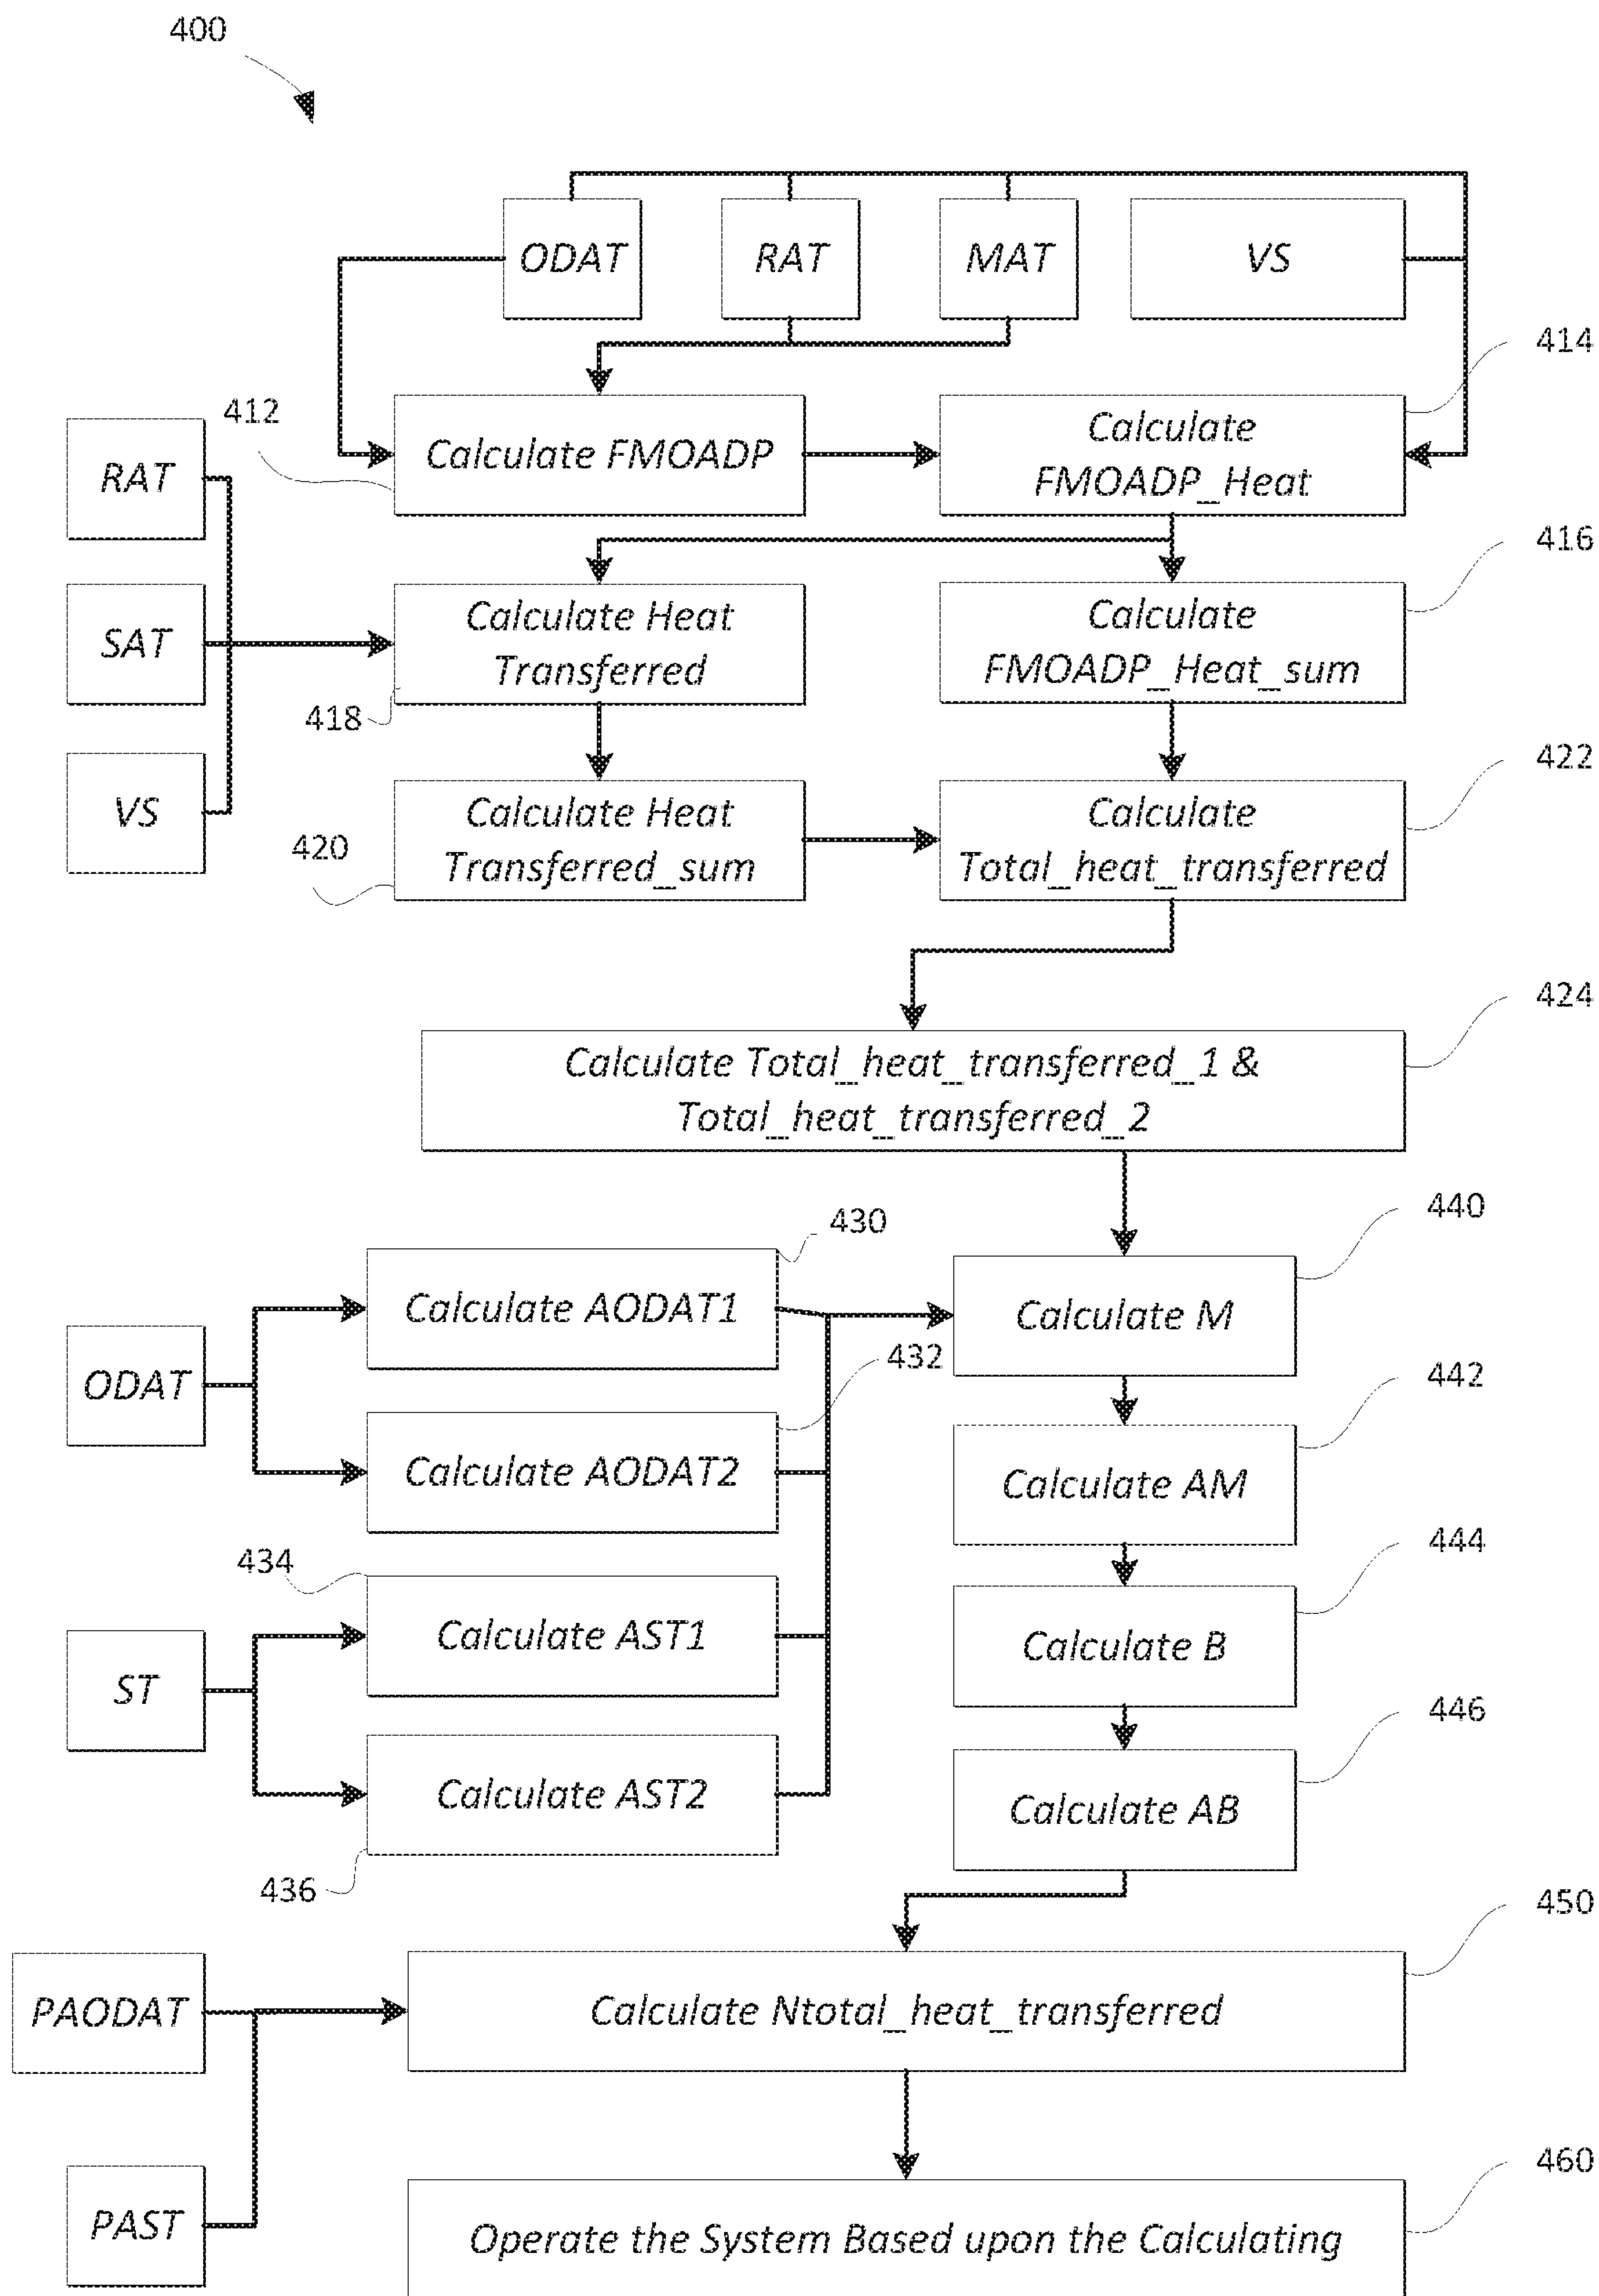 400
ODAT
RAT
MAT
VS
414
412
Calculate FMOADP
Calculate
FMOADP_Heat
RAT
416
SAT
Calculate Heat
Transferred
Calculate
FMOADP_Heat_sum
418
422
VS
Calculate Heat
Transferred_sum
Calculate
Total_heat_transferred
420
424
Calculate Total_heat_transferred_1 &
Total_heat_transferred_2
440
430
Calculate AODAT1
Calculate M
432
ODAT
442
Calculate AODAT2
Calculate AM
444
434
Calculate AST1
Calculate B
ST
446
Calculate AST2
Calculate AB
436
450
PAODAT
Calculate Ntotal_heat_transferred
460
PAST
Operate the System Based upon the Calculating